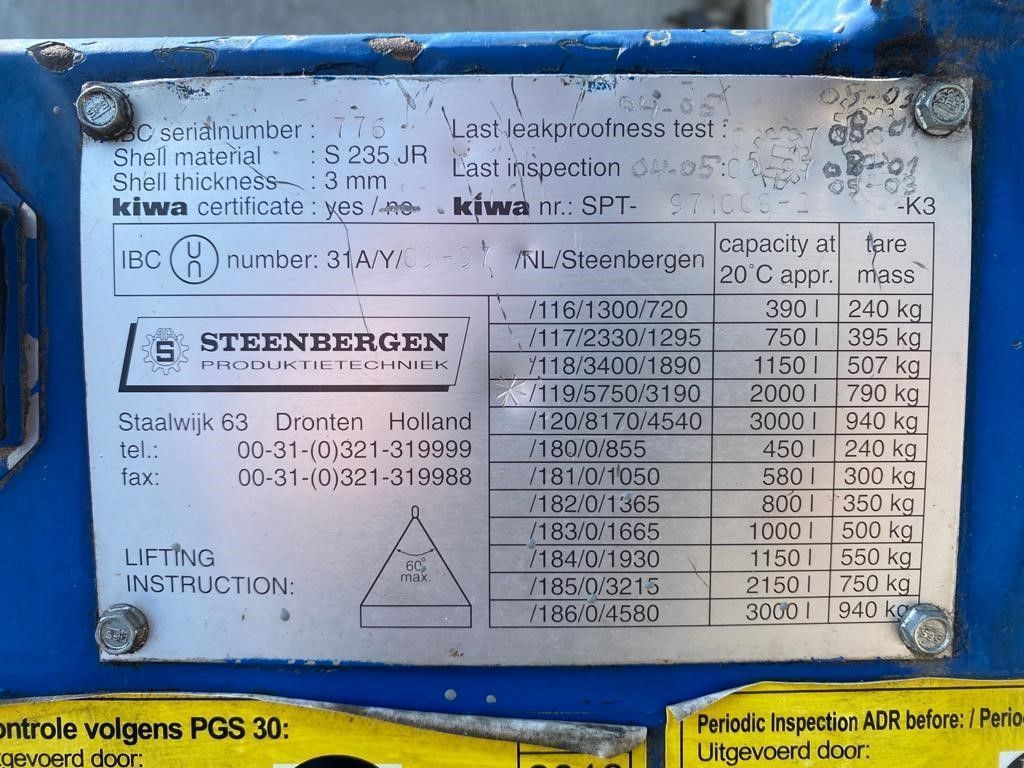 IBC serialnumber : 776 Last leakproofness test :
Shell material : S 235 JR Last inspection 04-05 :
Shell thickness : 3 mm
kiwa certificate : yes / no kiwa nr.: SPT- -K3
IBC un number: 31A/Y/ /NL/Steenbergen capacity at 20°C appr. tare mass
/116/1300/720 390 l 240 kg
/117/2330/1295 750 l 395 kg
/118/3400/1890 1150 l 507 kg
/119/5750/3190 2000 l 790 kg
/120/8170/4540 3000 l 940 kg
/180/0/855 450 l 240 kg
/181/0/1050 580 l 300 kg
/182/0/1365 800 l 350 kg
/183/0/1665 1000 l 500 kg
/184/0/1930 1150 l 550 kg
/185/0/3215 2150 l 750 kg
/186/0/4580 3000 l 940 kg
S STEENBERGEN
PRODUKTIETECHNIEK
Staalwijk 63 Dronten Holland
tel.: 00-31-(0)321-319999
fax: 00-31-(0)321-319988
LIFTING
INSTRUCTION:
60°
max.
ontrole volgens PGS 30:
tgevoerd door:
Periodic Inspection ADR before: / Perio
Uitgevoerd door: